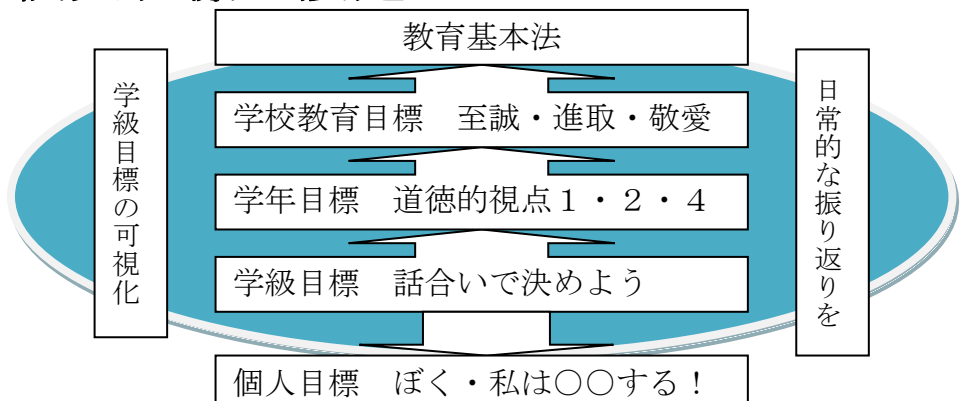 教育基本法
学校教育目標　至誠・進取・敬愛
学年目標　道徳的視点１・２・４
学級目標　話合いで決めよう
個人目標　ぼく・私は○○する！
学級目標の可視化
日常的な振り返りを